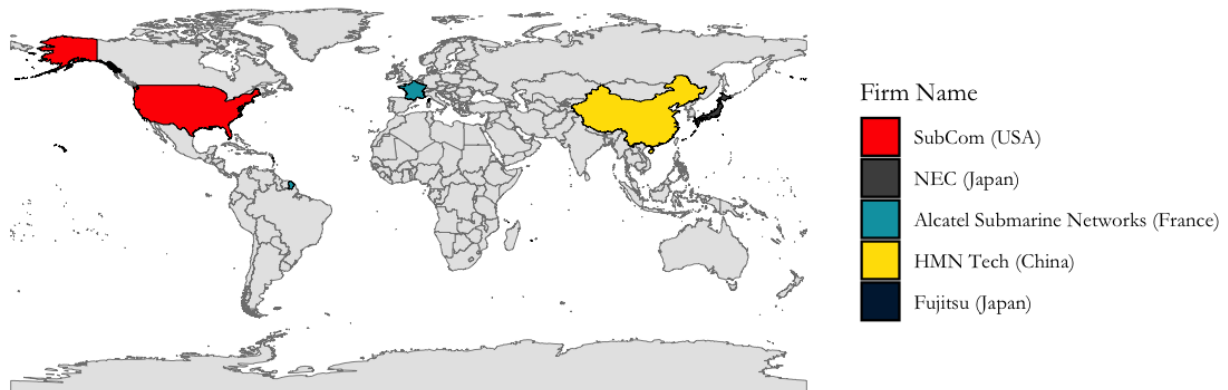 Firm Name
SubCom (USA)
NEC (Japan)
Alcatel Submarine Networks (France)
HMN Tech (China)
Fujitsu (Japan)